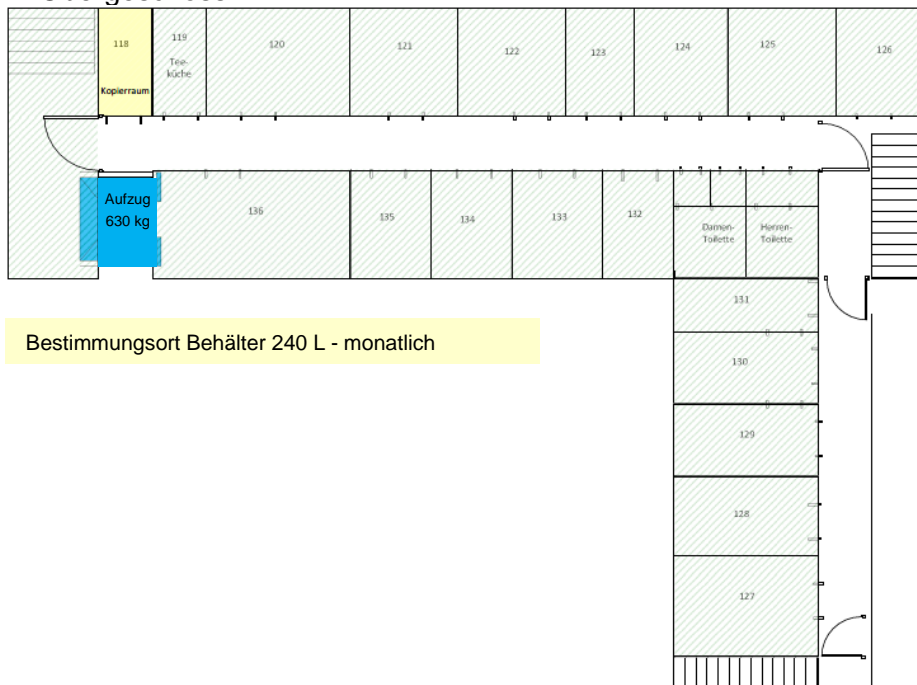 118
119
120
121
122
123
124
125
126
Tee-
küche
Kopierraum
Aufzug
630 kg
136
135
134
133
132
Damen-
Toilette
Herren-
Toilette
131
Bestimmungsort Behälter 240 L - monatlich
130
129
128
127